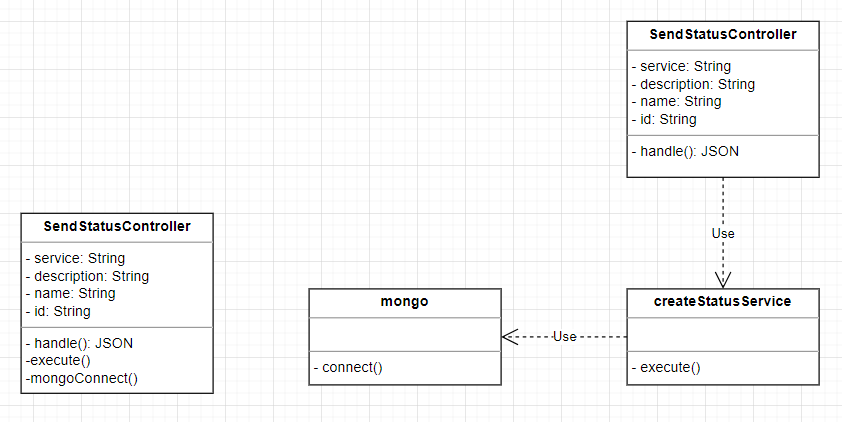 SendStatusController
- service: String
- description: String
- name: String
- id: String
- handle(): JSON
Use
SendStatusController
- service: String
- description: String
- name: String
- id: String
- handle(): JSON
-execute()
-mongoConnect()
mongo
- connect()
Use
createStatusService
- execute()